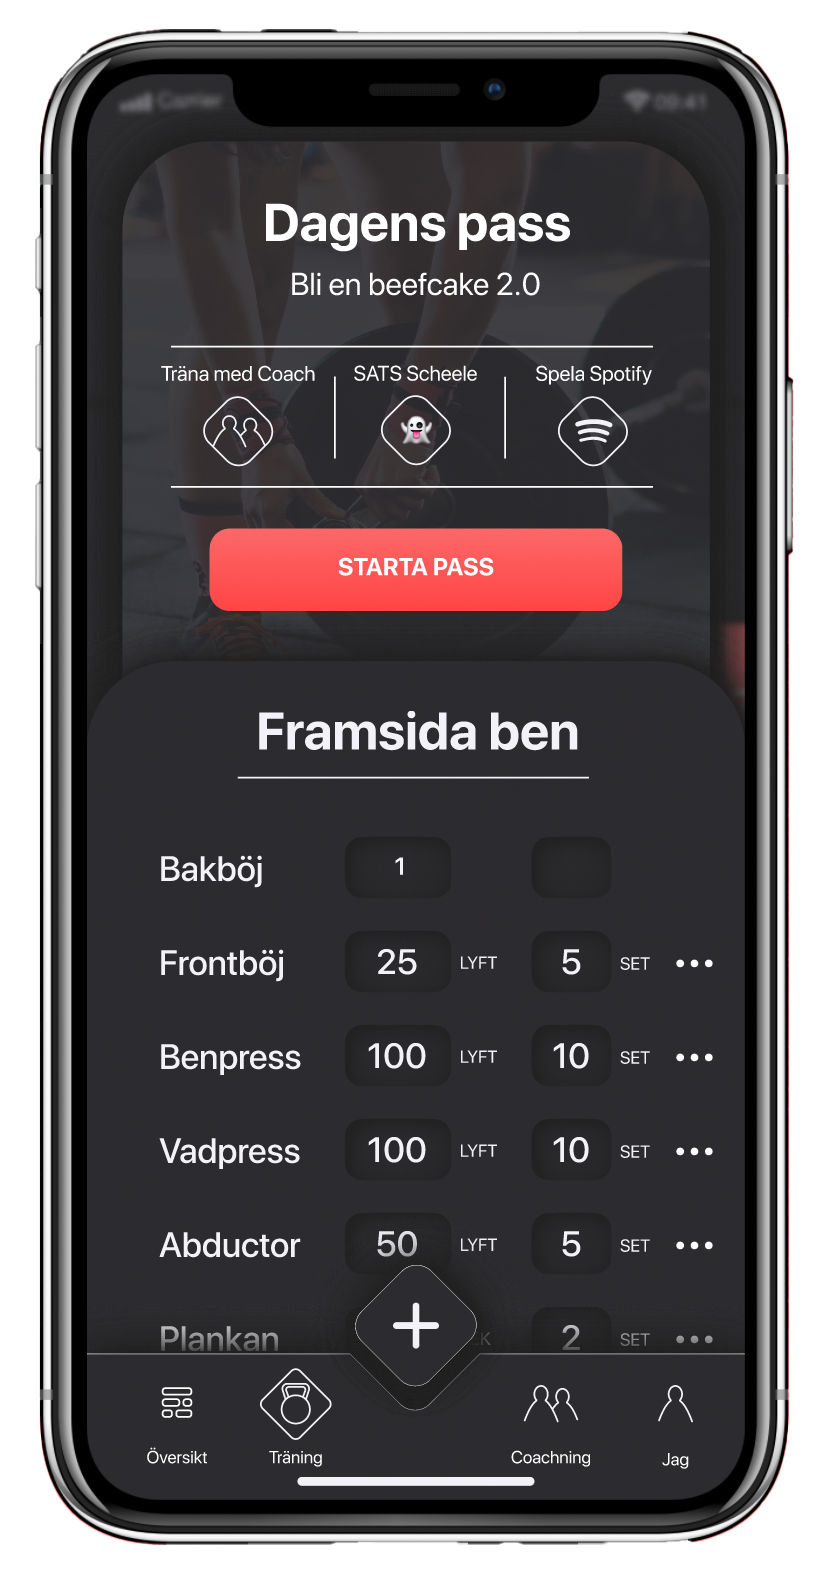 Carrier 09:41
Dagens pass
Bli en beefcake 2.0
Träna med Coach SATS Scheele Spela Spotify
STARTA PASS
Framsida ben
Bakböj 1
Frontböj 25 LYFT 5 SET
Benpress 100 LYFT 10 SET
Vadpress 100 LYFT 10 SET
Abductor 50 LYFT 5 SET
Plankan 2 SET
Översikt Träning Coachning Jag